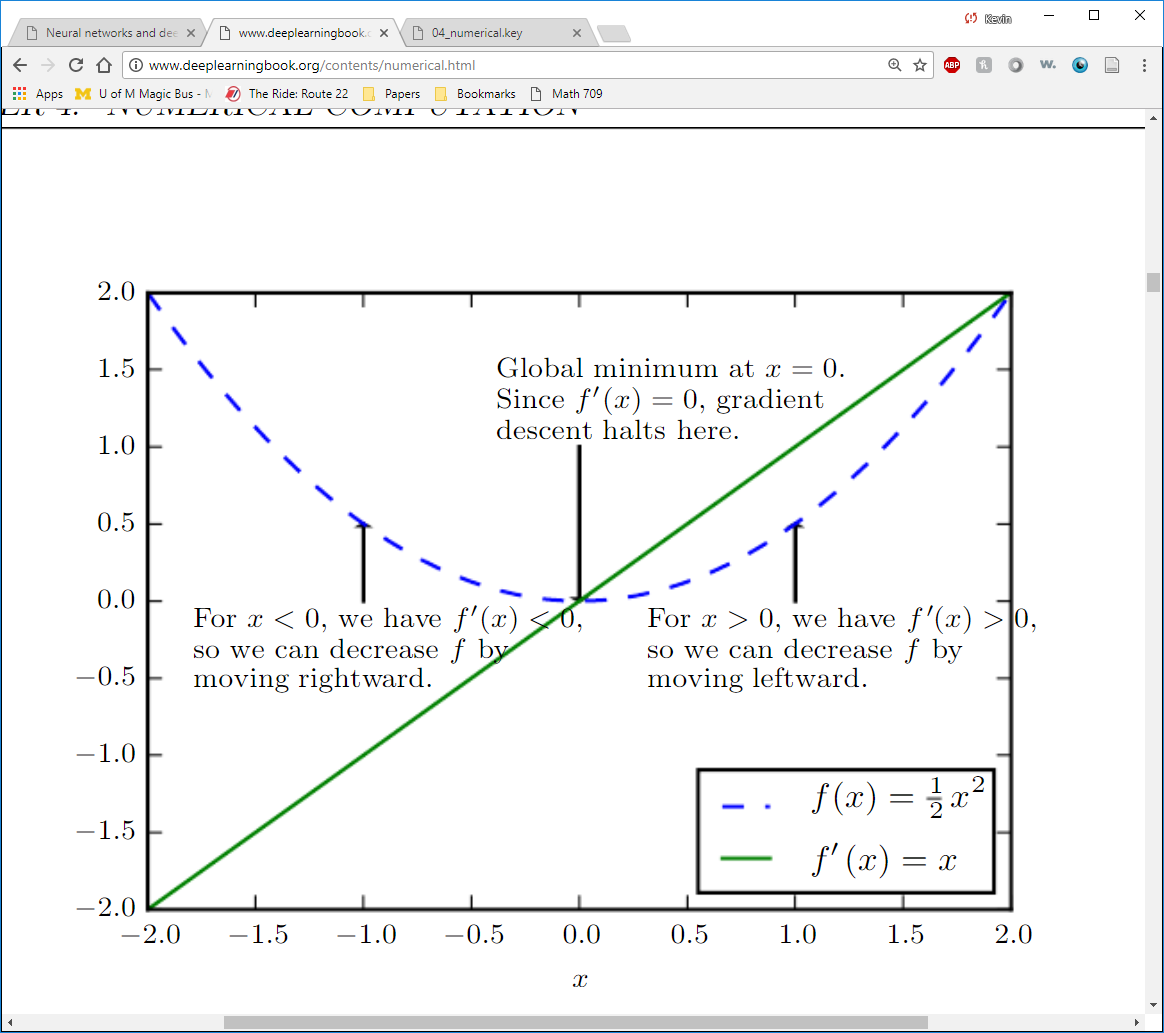 Kevin
Neural networks and dee
www.deeplearningbook.o
04_numerical.key
www.deeplearningbook.org/contents/numerical.html
ABP
w.
Apps
U of M Magic Bus - M
The Ride: Route 22
Papers
Bookmarks
Math 709
ER 4. NUMERICAL COMPUTATION
2.0
1.5
1.0
0.5
0.0
−0.5
−1.0
−1.5
−2.0
Global minimum at x = 0.
Since f′(x) = 0, gradient
descent halts here.
For x < 0, we have f′(x) < 0,
so we can decrease f by
moving rightward.
For x > 0, we have f′(x) > 0,
so we can decrease f by
moving leftward.
f(x) = ½x²
f′(x) = x
−2.0 −1.5 −1.0 −0.5 0.0 0.5 1.0 1.5 2.0
x